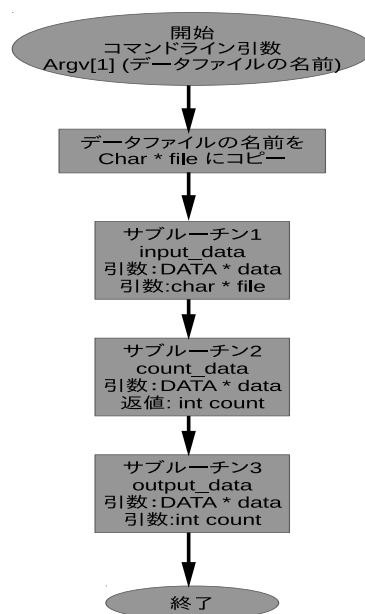 開始
コマンドライン引数
Argv[1] (データファイルの名前)
データファイルの名前を
Char * file にコピー
サブルーチン1
input_data
引数:DATA * data
引数:char * file
サブルーチン2
count_data
引数:DATA * data
返値: int count
サブルーチン3
output_data
引数:DATA * data
引数:int count
終了